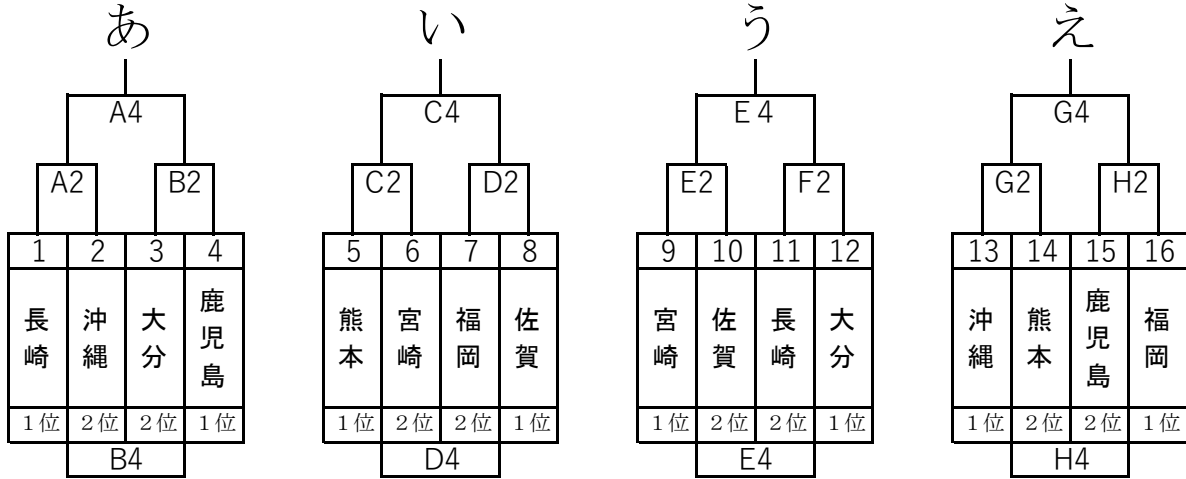 あ い う え
A4 C4 E 4 G4
A2 B2 C2 D2 E2 F2 G2 H2
1 2 3 4 5 6 7 8 9 10 11 12 13 14 15 16
長崎 沖縄 大分 鹿児島 熊本 宮崎 福岡 佐賀 宮崎 佐賀 長崎 大分 沖縄 熊本 鹿児島 福岡
1位 2位 2位 1位 1位 2位 2位 1位 1位 2位 2位 1位 1位 2位 2位 1位
B4 D4 E4 H4